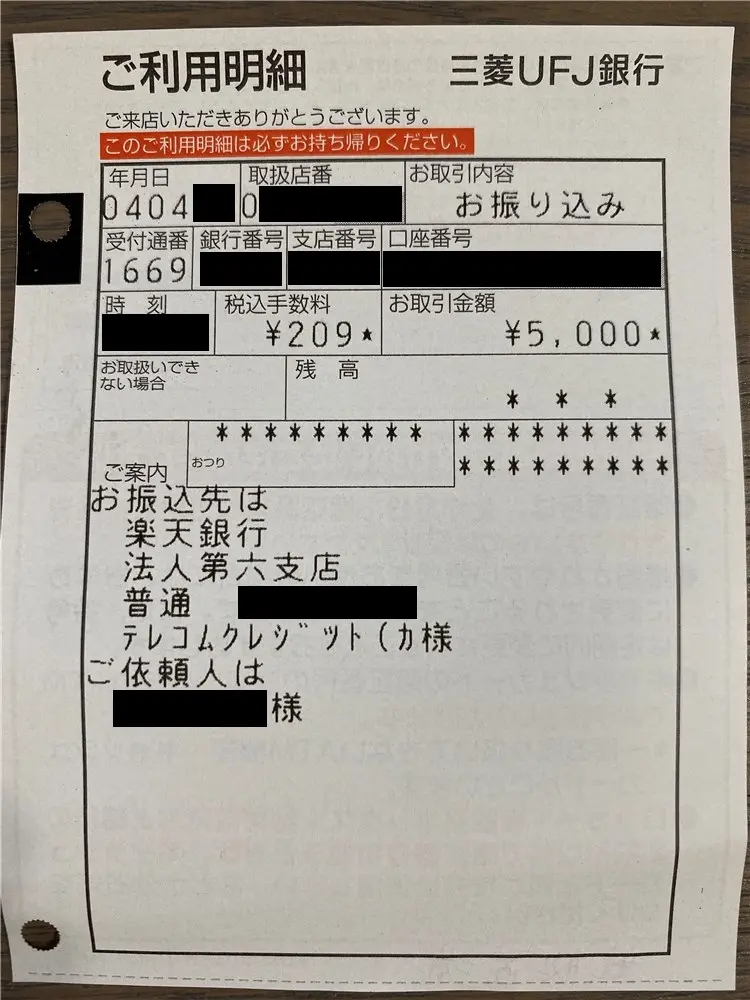 ご利用明細 三菱UFJ銀行
ご来店いただきありがとうございます。
このご利用明細は必ずお持ち帰りください。
年月日 取扱店番 お取引内容
0404 0 お振り込み
受付通番 銀行番号 支店番号 口座番号
1669
時 刻 税込手数料 お取引金額
¥209★ ¥5,000★
お取扱いでき
ない場合
残 高
* * *
* * * * * * * * * * * * * * * * * *
おつり * * * * * * * * *
ご案内
お振込先は
楽天銀行
法人第六支店
普通
テレコムクレジット(カ様
ご依頼人は
様